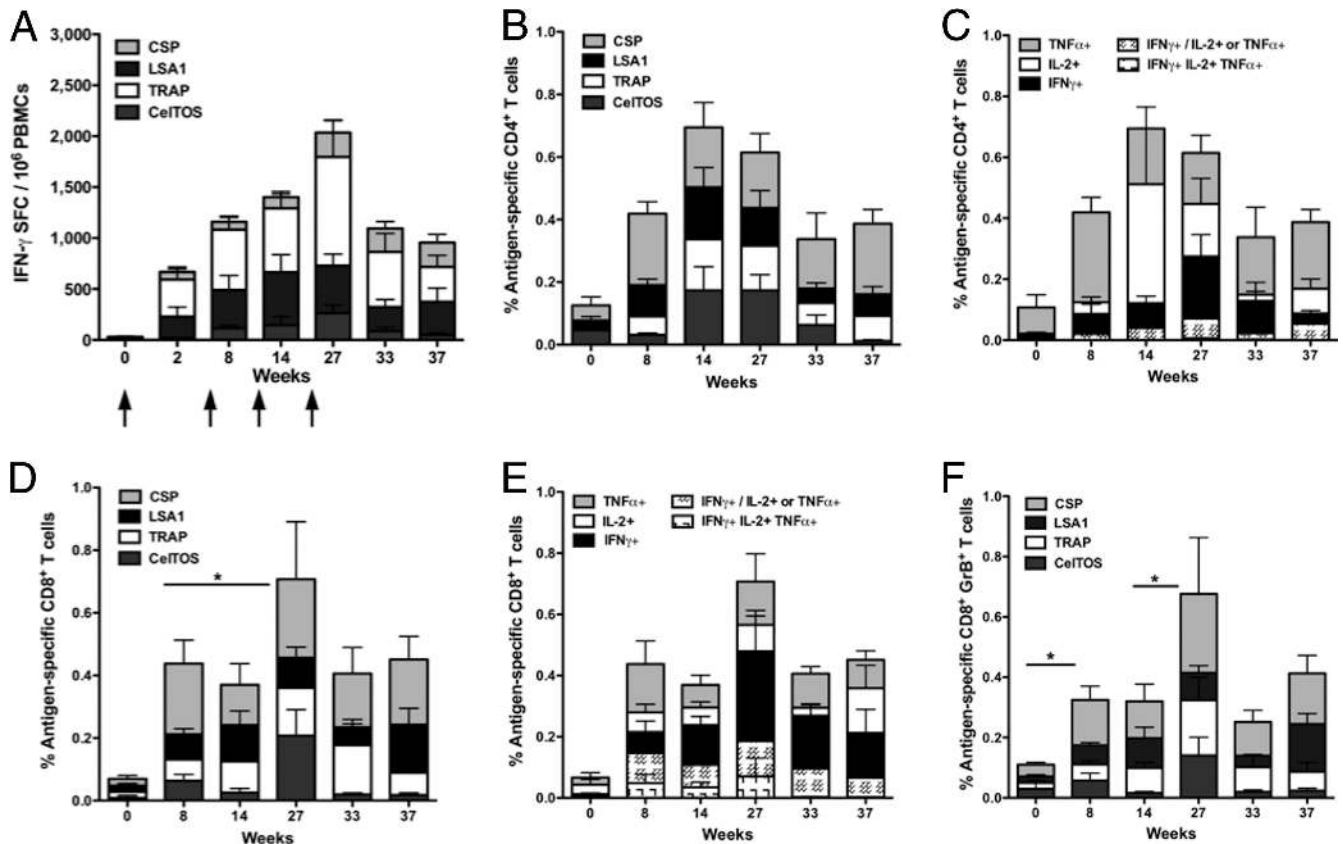 A
IFN-γ SFC / 10⁶ PBMCs
3,000
2,500
2,000
1,500
1,000
500
0
CSP
LSA1
TRAP
CelTOS
0 2 8 14 27 33 37
Weeks
B
% Antigen-specific CD4⁺ T cells
1.0
0.8
0.6
0.4
0.2
0.0
CSP
LSA1
TRAP
CelTOS
0 8 14 27 33 37
Weeks
C
% Antigen-specific CD4⁺ T cells
1.0
0.8
0.6
0.4
0.2
0.0
TNFα+
IL-2+
IFNγ+
IFNγ+ / IL-2+ or TNFα+
IFNγ+ IL-2+ TNFα+
0 8 14 27 33 37
Weeks
D
% Antigen-specific CD8⁺ T cells
1.0
0.8
0.6
0.4
0.2
0.0
CSP
LSA1
TRAP
CelTOS
*
0 8 14 27 33 37
Weeks
E
% Antigen-specific CD8⁺ T cells
1.0
0.8
0.6
0.4
0.2
0.0
TNFα+
IL-2+
IFNγ+
IFNγ+ / IL-2+ or TNFα+
IFNγ+ IL-2+ TNFα+
0 8 14 27 33 37
Weeks
F
% Antigen-specific CD8⁺ GrB⁺ T cells
1.0
0.8
0.6
0.4
0.2
0.0
CSP
LSA1
TRAP
CelTOS
*
*
0 8 14 27 33 37
Weeks